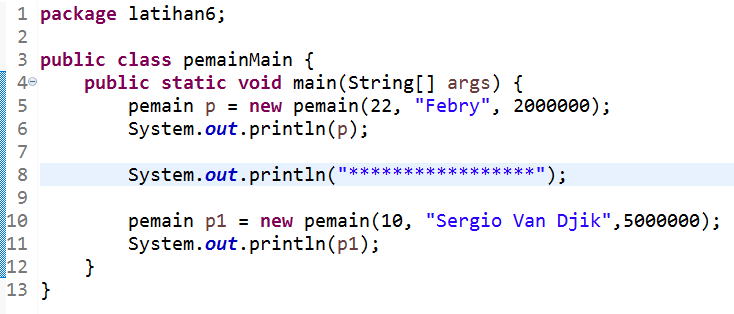 1 package latihan6;
2
3 public class pemainMain {
4 public static void main(String[] args) {
5 pemain p = new pemain(22, "Febry", 2000000);
6 System.out.println(p);
7
8 System.out.println("*****************");
9
10 pemain p1 = new pemain(10, "Sergio Van Djik",5000000);
11 System.out.println(p1);
12 }
13 }